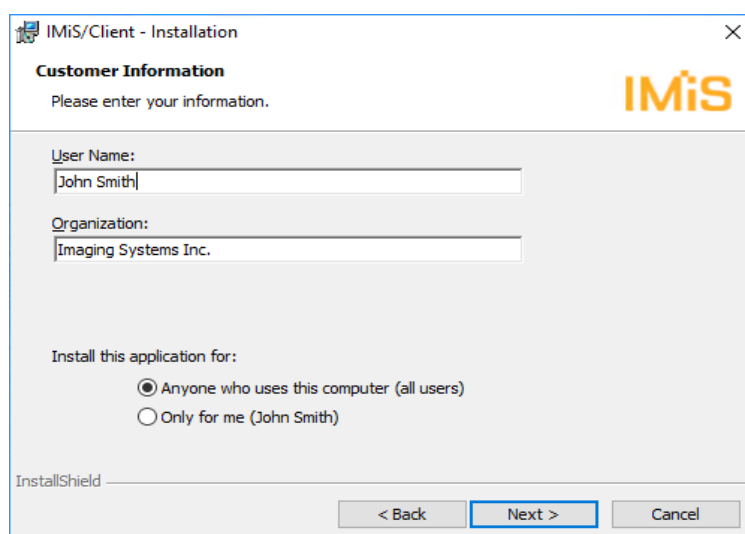 IMiS/Client - Installation
Customer Information
Please enter your information.
IMiS
User Name:
John Smith
Organization:
Imaging Systems Inc.
Install this application for:
Anyone who uses this computer (all users)
Only for me (John Smith)
InstallShield
< Back Next > Cancel